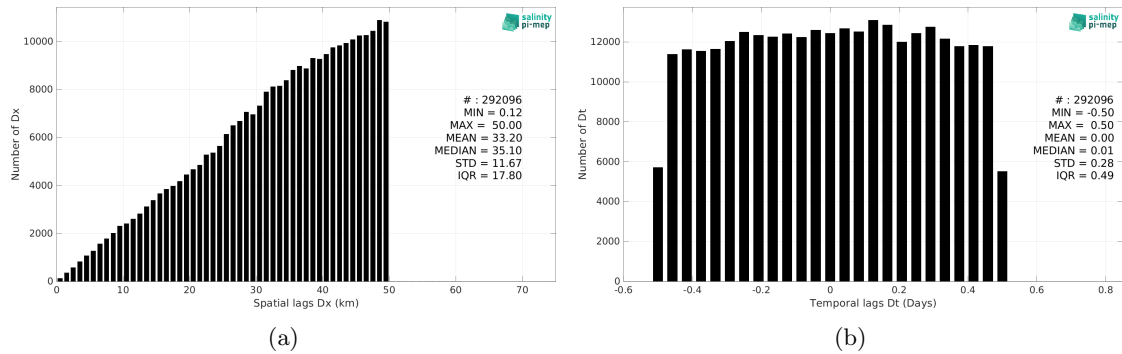 salinity
pi-mep
10000
8000
6000
4000
2000
0
Number of Dx
# : 292096
MIN = 0.12
MAX = 50.00
MEAN = 33.20
MEDIAN = 35.10
STD = 11.67
IQR = 17.80
0 10 20 30 40 50 60 70
Spatial lags Dx (km)
(a)
salinity
pi-mep
12000
10000
8000
6000
4000
2000
0
Number of Dt
# : 292096
MIN = -0.50
MAX = 0.50
MEAN = 0.00
MEDIAN = 0.01
STD = 0.28
IQR = 0.49
-0.6 -0.4 -0.2 0 0.2 0.4 0.6 0.8
Temporal lags Dt (Days)
(b)